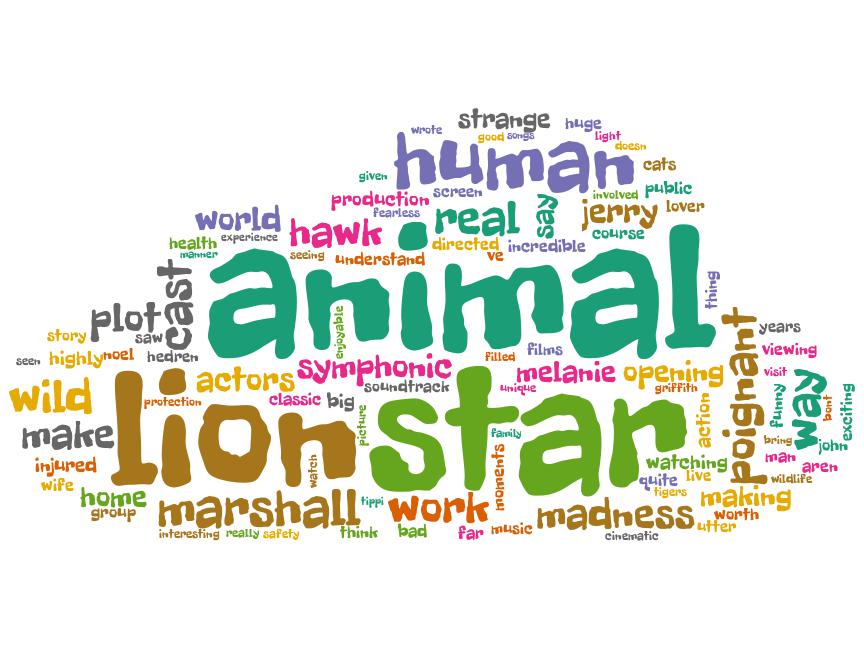 strange
wrote
good
songs
huge
light
doesn
human
cats
given
screen
involved
public
production
fearless
say
jerry
lover
world
hawk
real
course
experience
health
manner
seeing
understand
directed
ve
incredible
cast
animal
thing
plot
saw
story
enjoyable
years
seen
highly
noel
hedren
symphonic
filled
films
viewing
poignant
wild
lion
actors
soundtrack
melanie
opening
visit
protection
classic
big
unique
griffith
star
action
funny
way
bont
exciting
make
picture
family
bring
john
injured
watch
moments
watching
man
aren
wife
quite
live
wildlife
home
tigers
making
group
marshall
tippi
work
madness
worth
utter
interesting
really
safety
think
bad
far
music
cinematic